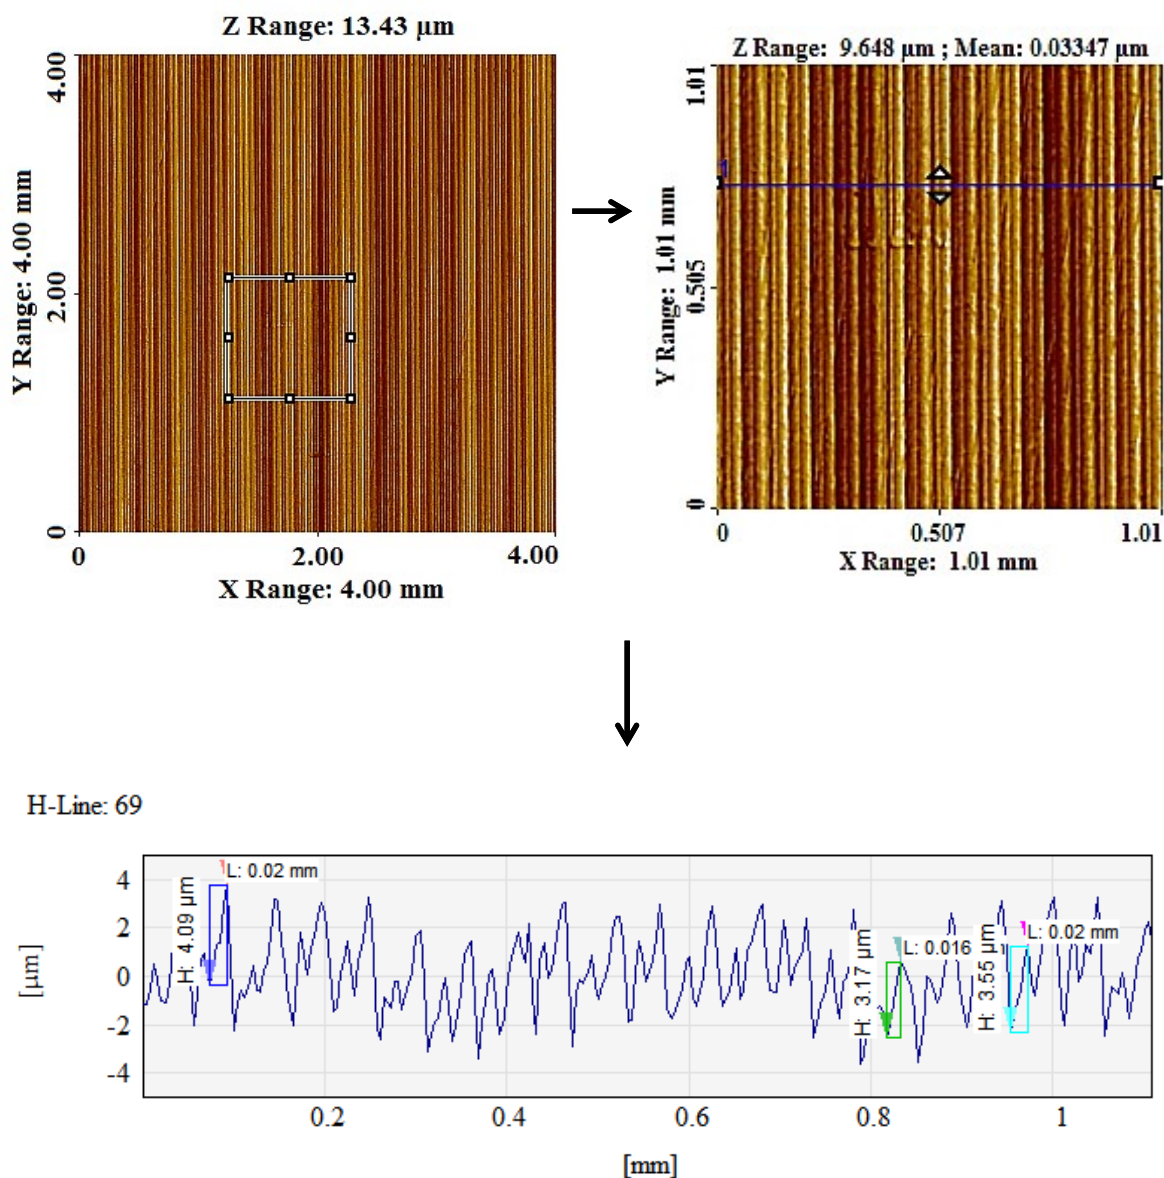 Z Range: 13.43 μm
4.00
2.00
0
Y Range: 4.00 mm
0
2.00
4.00
X Range: 4.00 mm
Z Range: 9.648 μm ; Mean: 0.03347 μm
1.01
0.505
0
Y Range: 1.01 mm
1
0
0.507
1.01
X Range: 1.01 mm
H-Line: 69
4
2
0
-2
-4
[μm]
H: 4.09 μm
L: 0.02 mm
H: 3.17 μm
L: 0.016
H: 3.55 μm
L: 0.02 mm
0.2
0.4
0.6
0.8
1
[mm]